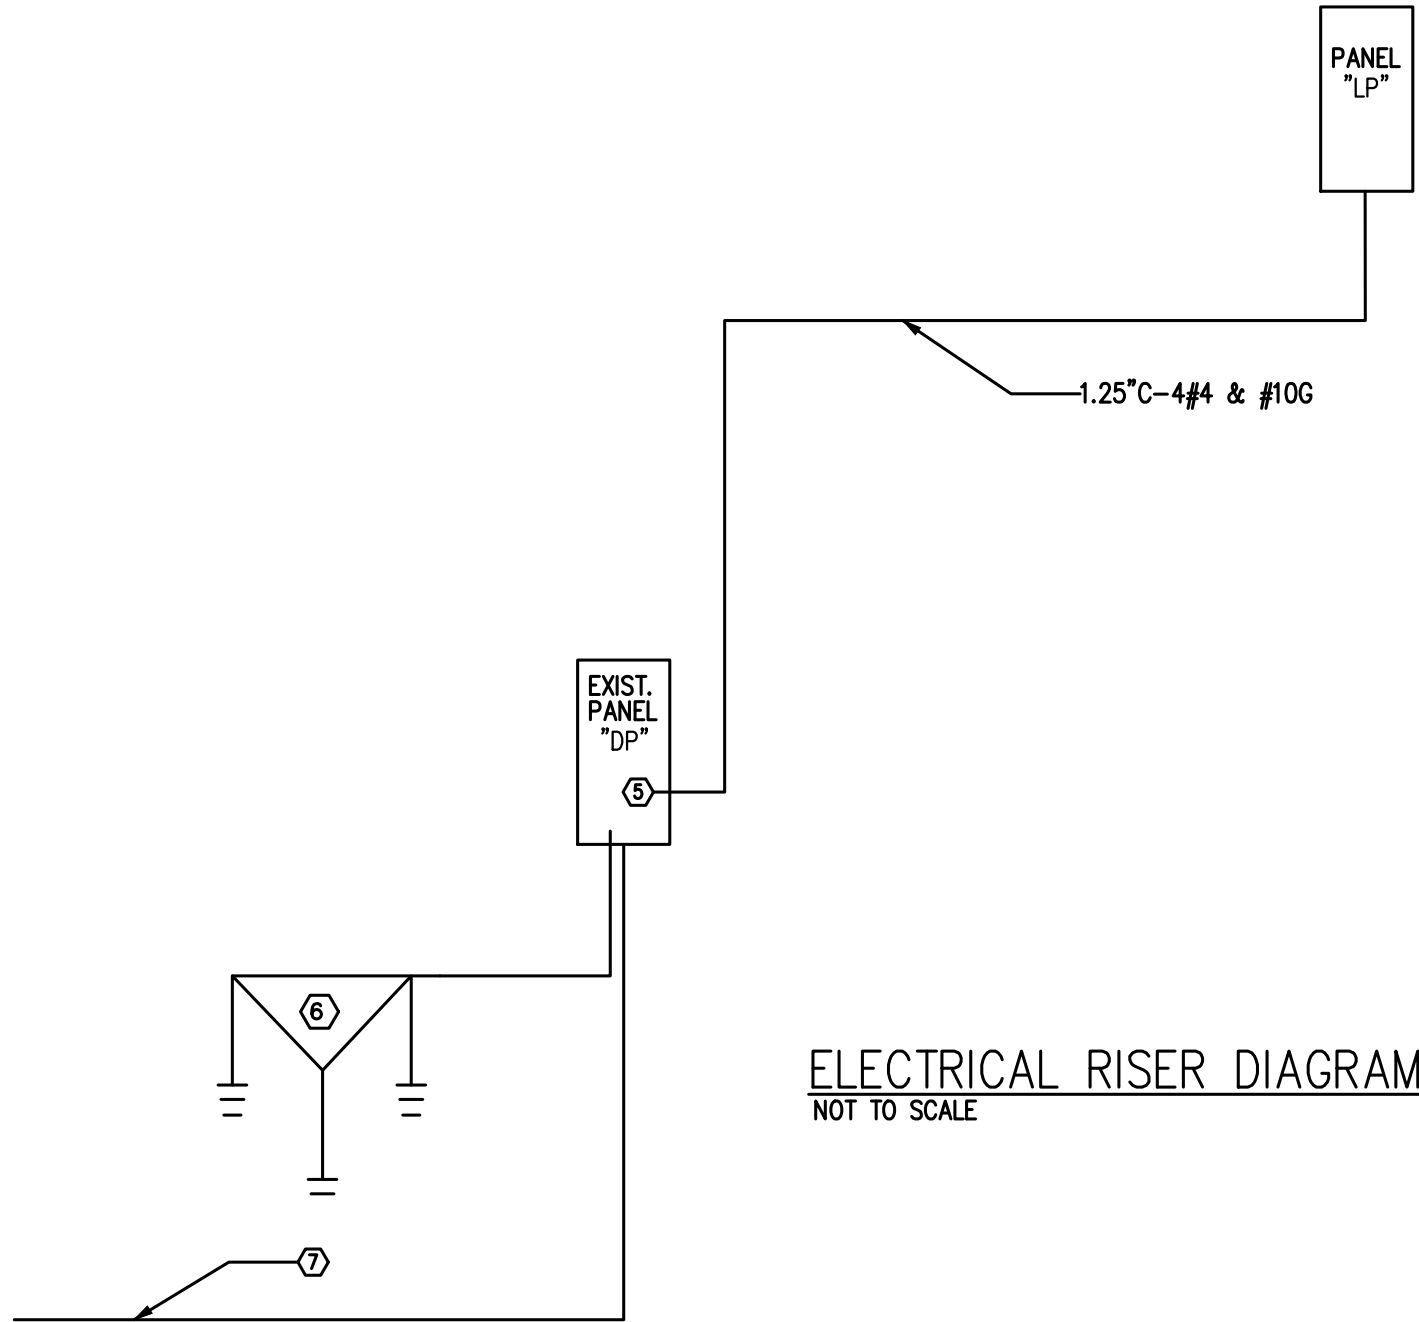 PANEL
"LP"
1.25"C-4#4 & #10G
EXIST.
PANEL
"DP"
5
6
ELECTRICAL RISER DIAGRAM
NOT TO SCALE
7